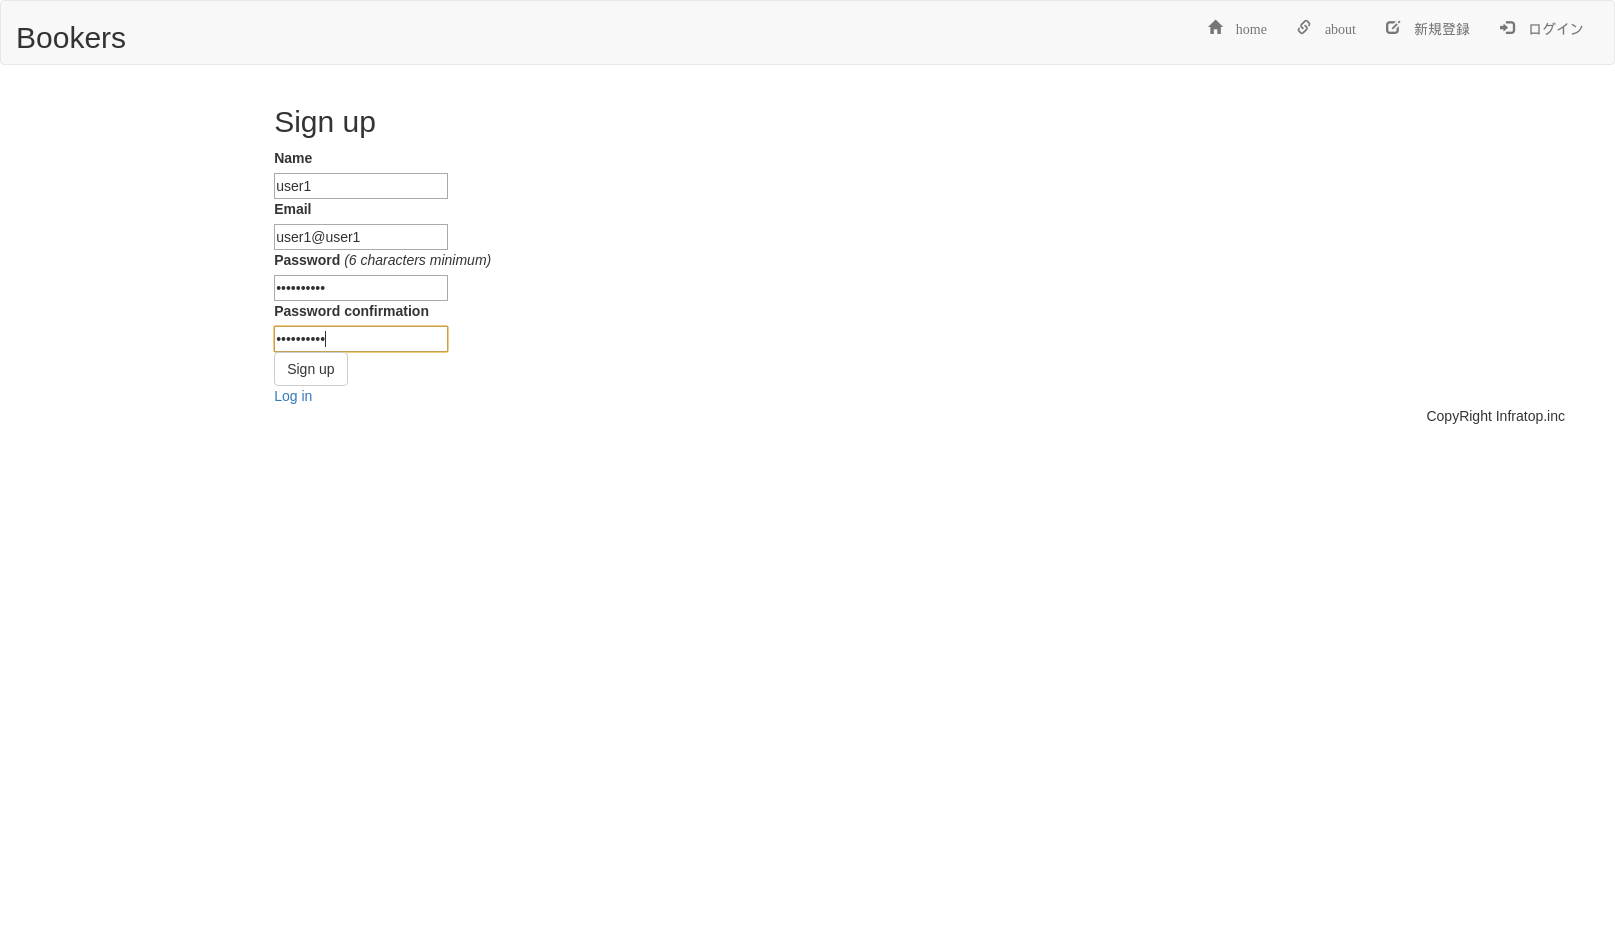 Bookers
home about 新規登録 ログイン
Sign up
Name
user1
Email
user1@user1
Password (6 characters minimum)
••••••••••
Password confirmation
••••••••••
Sign up
Log in
CopyRight Infratop.inc